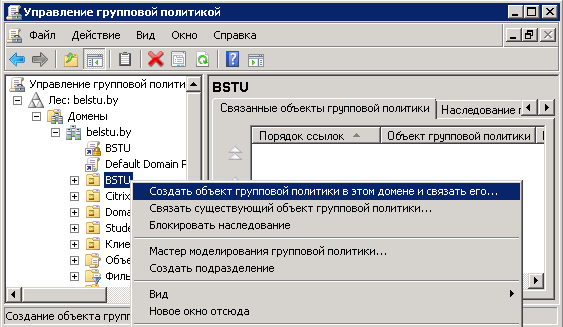 Управление групповой политикой
Файл Действие Вид Окно Справка
Управление групповой полити
Лес: belstu.by
Домены
belstu.by
BSTU
Default Domain P
BSTU
Citrix
Doma
Stude
Клие
Объе
Филь
BSTU
Связанные объекты групповой политики Наследование г
Порядок ссылок Объект групповой политики
Создать объект групповой политики в этом домене и связать его...
Связать существующий объект групповой политики...
Блокировать наследование
Мастер моделирования групповой политики...
Создать подразделение
Вид
Новое окно отсюда
Создание объекта групп